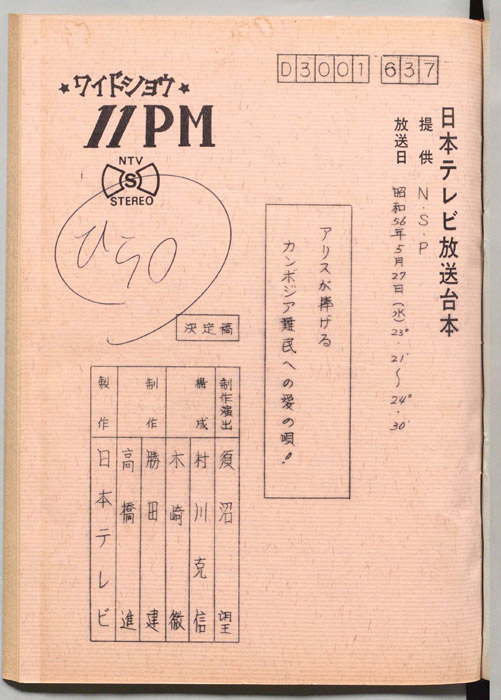 D3001 637
日本テレビ放送台本
提供 N・S・P
放送日 昭和56年5月27日(水)23°・21'〜24°・30'
アリスが捧げる
カンボジア難民への愛の唄!
★ワイドショウ★
11PM
NTV
S
STEREO
ひらの
決定稿
制作演出 須沼
構成 村川克信
木崎徹
制作 勝田建
高橋進
製作 日本テレビ